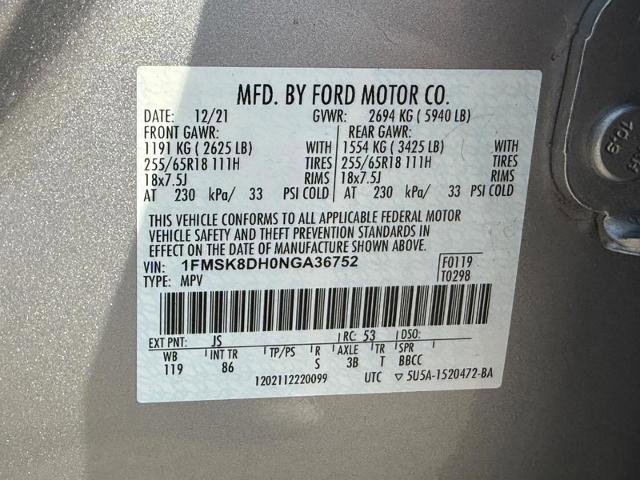 MFD. BY FORD MOTOR CO.
DATE: 12/21 GVWR: 2694 KG ( 5940 LB)
FRONT GAWR: REAR GAWR:
1191 KG ( 2625 LB) WITH 1554 KG ( 3425 LB) WITH
255/65R18 111H TIRES 255/65R18 111H TIRES
18x7.5J RIMS 18x7.5J RIMS
AT 230 kPa/ 33 PSI COLD AT 230 kPa/ 33 PSI COLD
THIS VEHICLE CONFORMS TO ALL APPLICABLE FEDERAL MOTOR
VEHICLE SAFETY AND THEFT PREVENTION STANDARDS IN
EFFECT ON THE DATE OF MANUFACTURE SHOWN ABOVE.
VIN: 1FMSK8DH0NGA36752 F0119
TYPE: MPV T0298
EXT PNT: JS RC: 53 DSO:
WB INT TR TP/PS R AXLE TR SPR
119 86 S 3B T BBCC
1202112220099 UTC 5U5A-1520472-BA